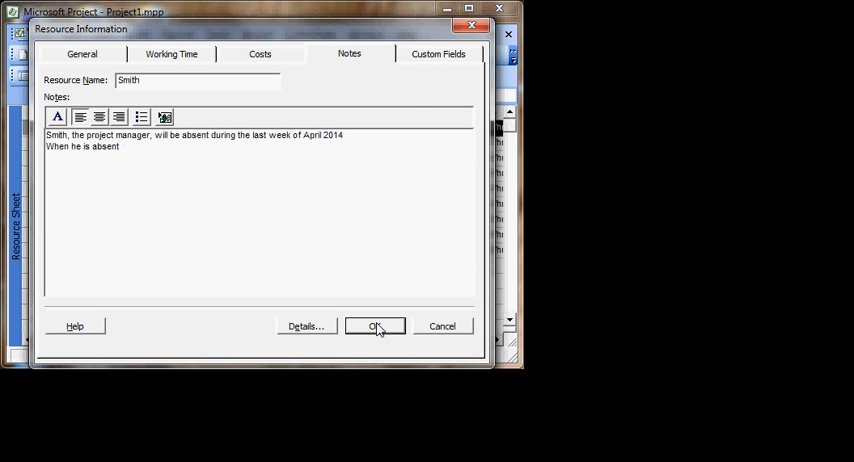 Microsoft Project - Project1.mpp
Resource Information
General
Working Time
Costs
Notes
Custom Fields
Resource Name:
Smith
Notes:
A
Smith, the project manager, will be absent during the last week of April 2014
When he is absent
Resource Sheet
Help
Details...
OK
Cancel